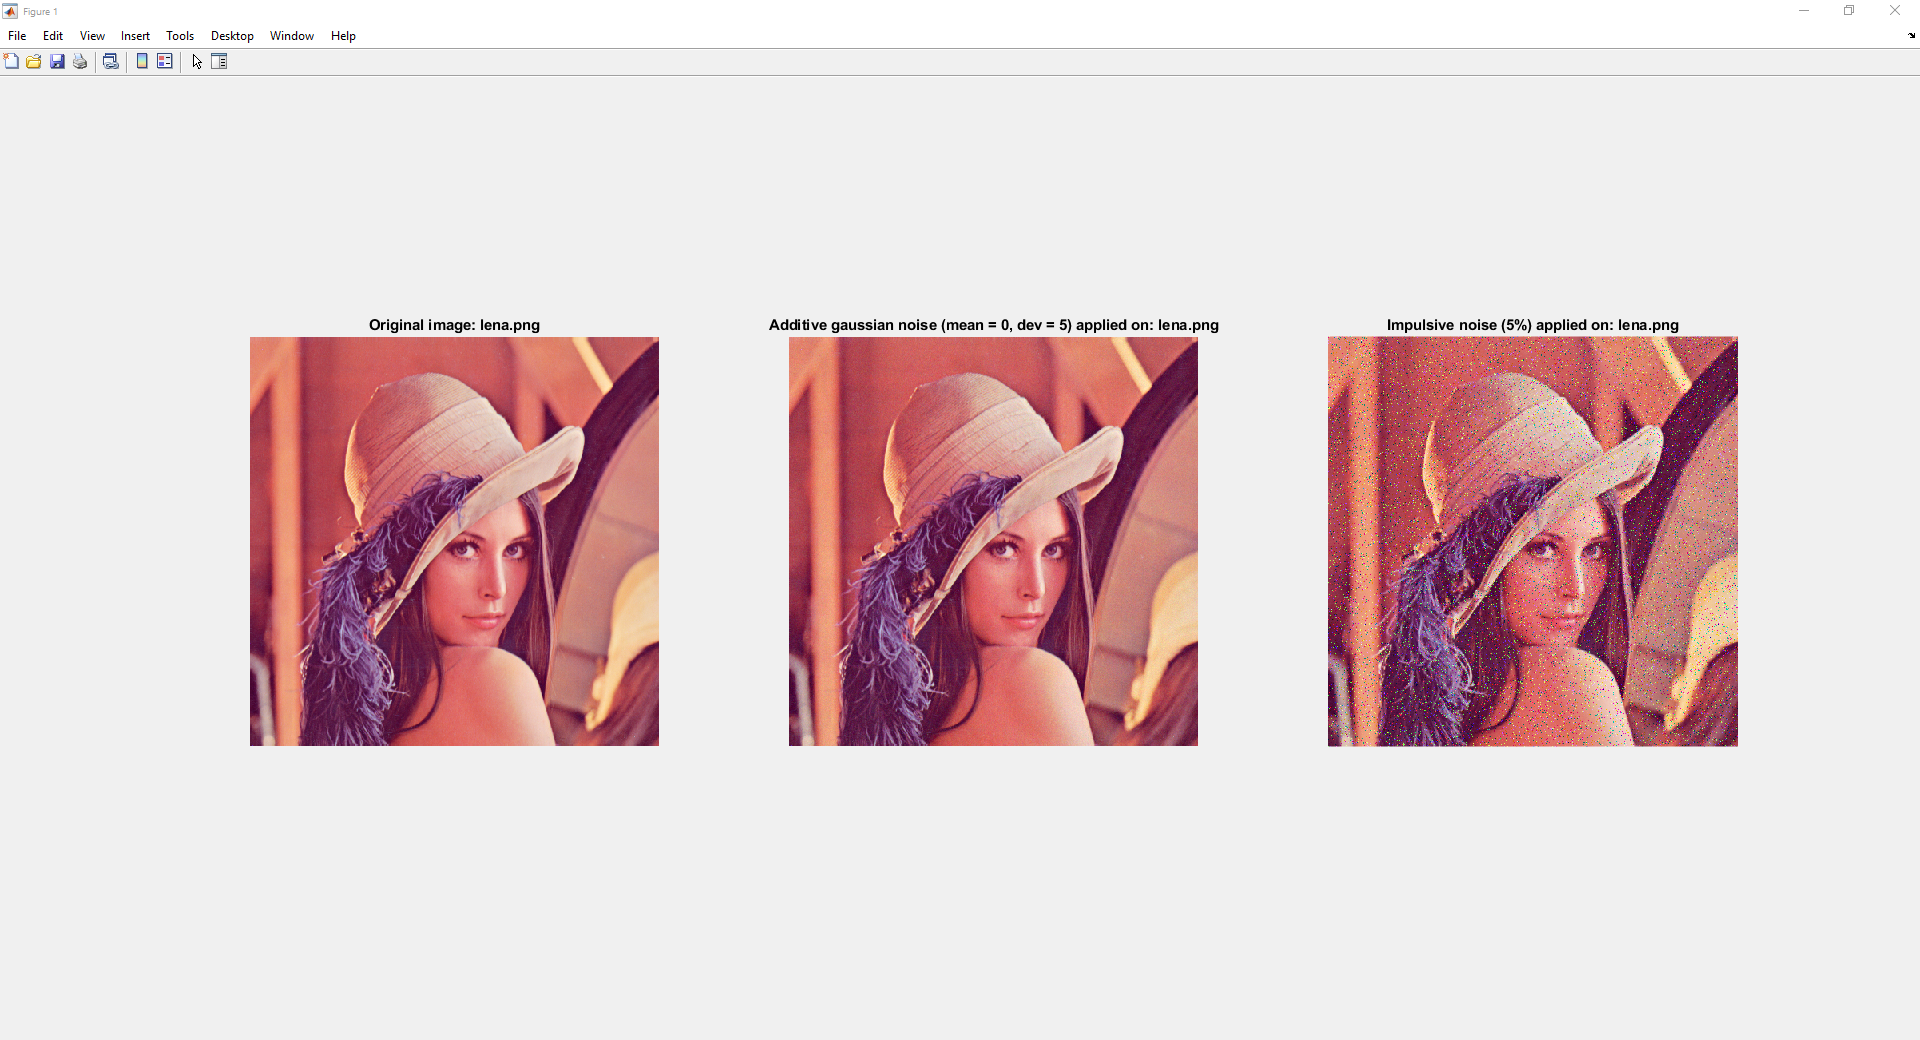 Figure 1
File Edit View Insert Tools Desktop Window Help
Original image: lena.png
Additive gaussian noise (mean = 0, dev = 5) applied on: lena.png
Impulsive noise (5%) applied on: lena.png